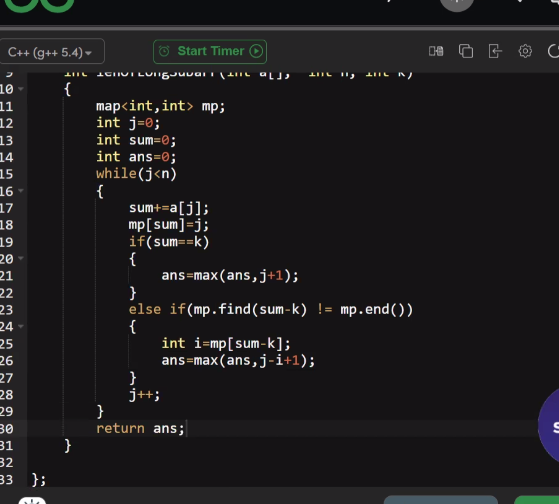 C++ (g++ 5.4)
Start Timer
9 int lenOfLongSubarr(int a[], int n, int k)
10 {
11 map<int,int> mp;
12 int j=0;
13 int sum=0;
14 int ans=0;
15 while(j<n)
16 {
17 sum+=a[j];
18 mp[sum]=j;
19 if(sum==k)
20 {
21 ans=max(ans,j+1);
22 }
23 else if(mp.find(sum-k) != mp.end())
24 {
25 int i=mp[sum-k];
26 ans=max(ans,j-i+1);
27 }
28 j++;
29 }
30 return ans;
31 }
32
33 };